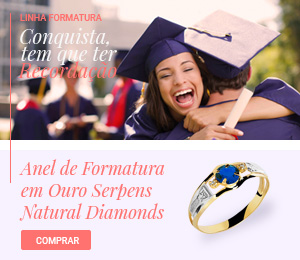 LINHA FORMATURA
Conquista,
tem que ter
Recordação
Anel de Formatura
em Ouro Serpens
Natural Diamonds
COMPRAR